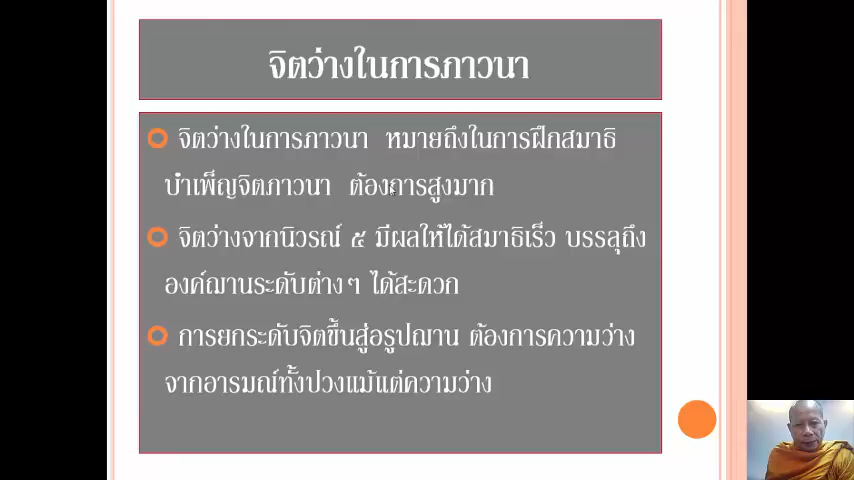 จิตว่างในการภาวนา
จิตว่างในการภาวนา หมายถึงในการฝึกสมาธิ
บำเพ็ญจิตภาวนา ต้องการสูงมาก
จิตว่างจากนิวรณ์ ๕ มีผลให้ได้สมาธิเร็ว บรรลุถึง
องค์ฌานระดับต่างๆ ได้สะดวก
การยกระดับจิตขึ้นสู่อรูปฌาน ต้องการความว่าง
จากอารมณ์ทั้งปวงแม้แต่ความว่าง